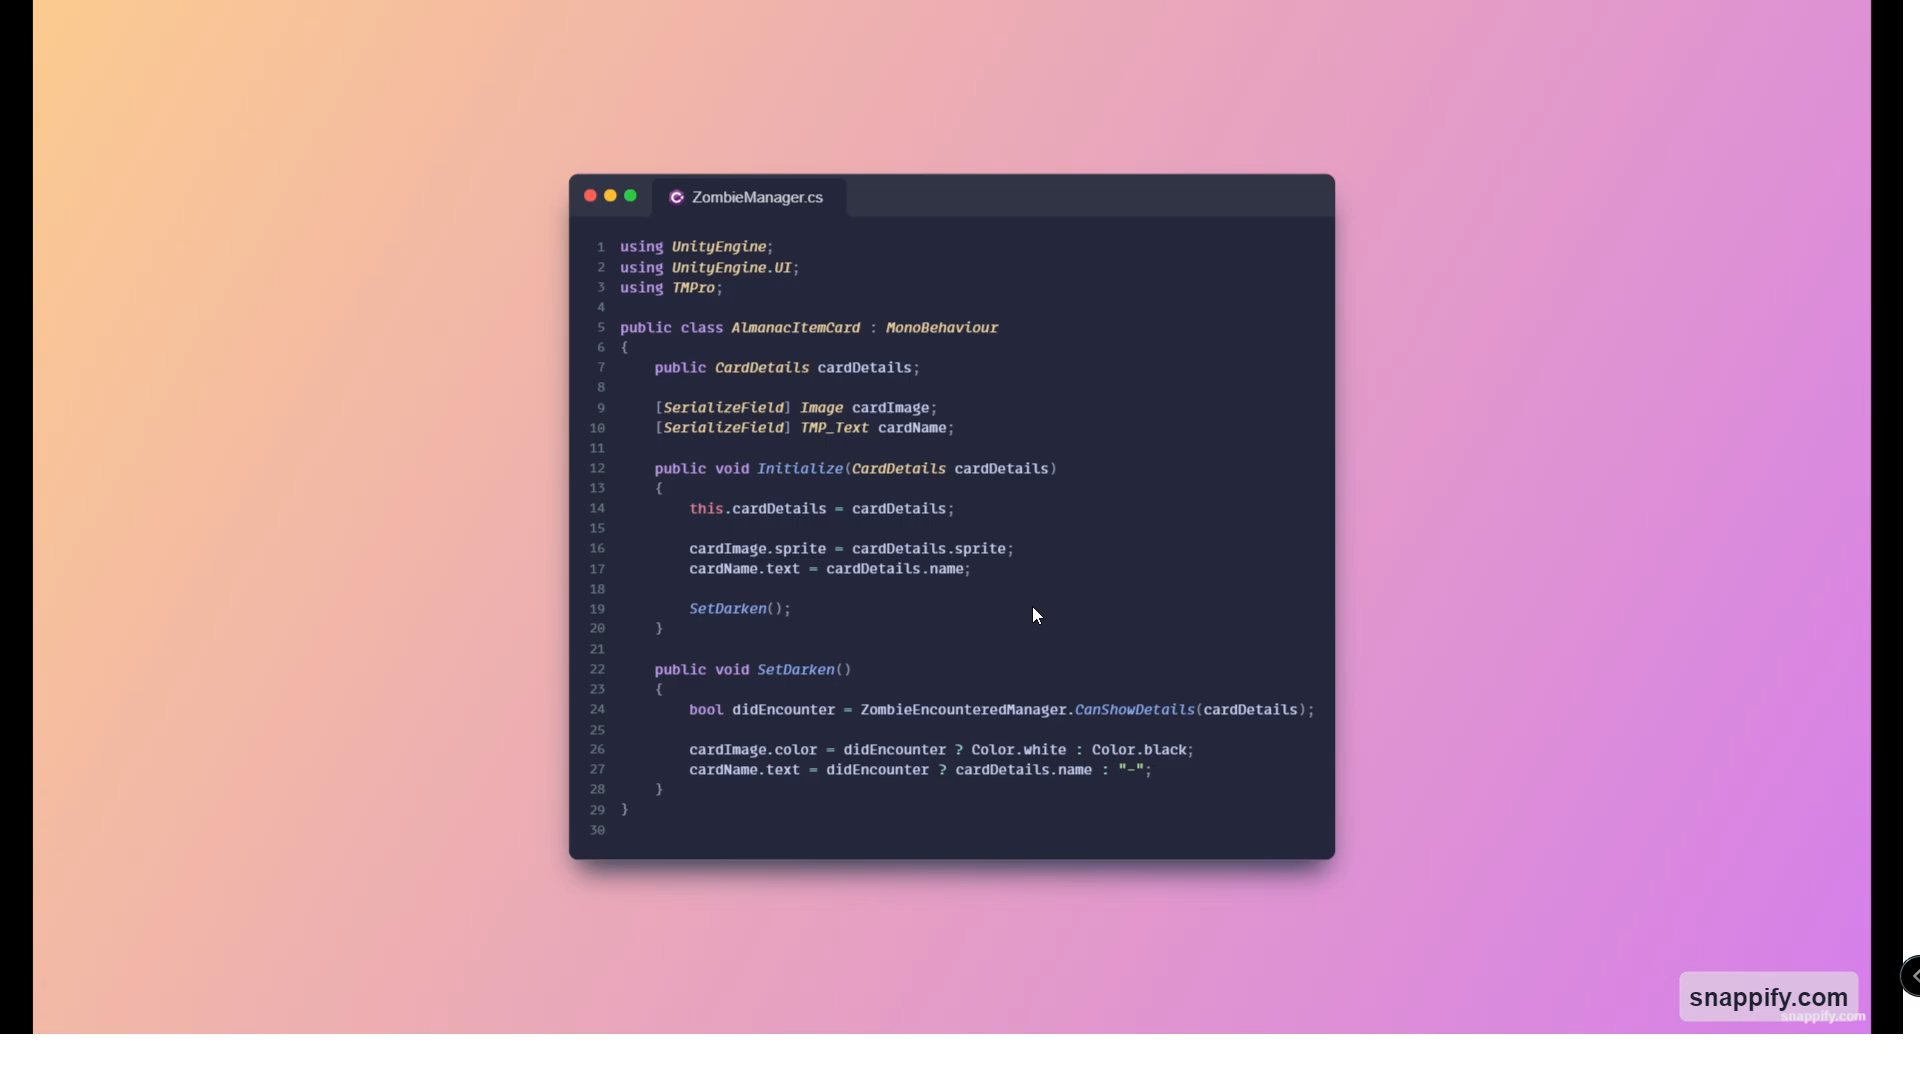 ZombieManager.cs
1 using UnityEngine;
2 using UnityEngine.UI;
3 using TMPro;
4
5 public class AlmanacItemCard : MonoBehaviour
6 {
7     public CardDetails cardDetails;
8
9     [SerializeField] Image cardImage;
10     [SerializeField] TMP_Text cardName;
11
12     public void Initialize(CardDetails cardDetails)
13     {
14         this.cardDetails = cardDetails;
15
16         cardImage.sprite = cardDetails.sprite;
17         cardName.text = cardDetails.name;
18
19         SetDarken();
20     }
21
22     public void SetDarken()
23     {
24         bool didEncounter = ZombieEncounteredManager.CanShowDetails(cardDetails);
25
26         cardImage.color = didEncounter ? Color.white : Color.black;
27         cardName.text = didEncounter ? cardDetails.name : "-";
28     }
29 }
30
snappify.com
snappify.com